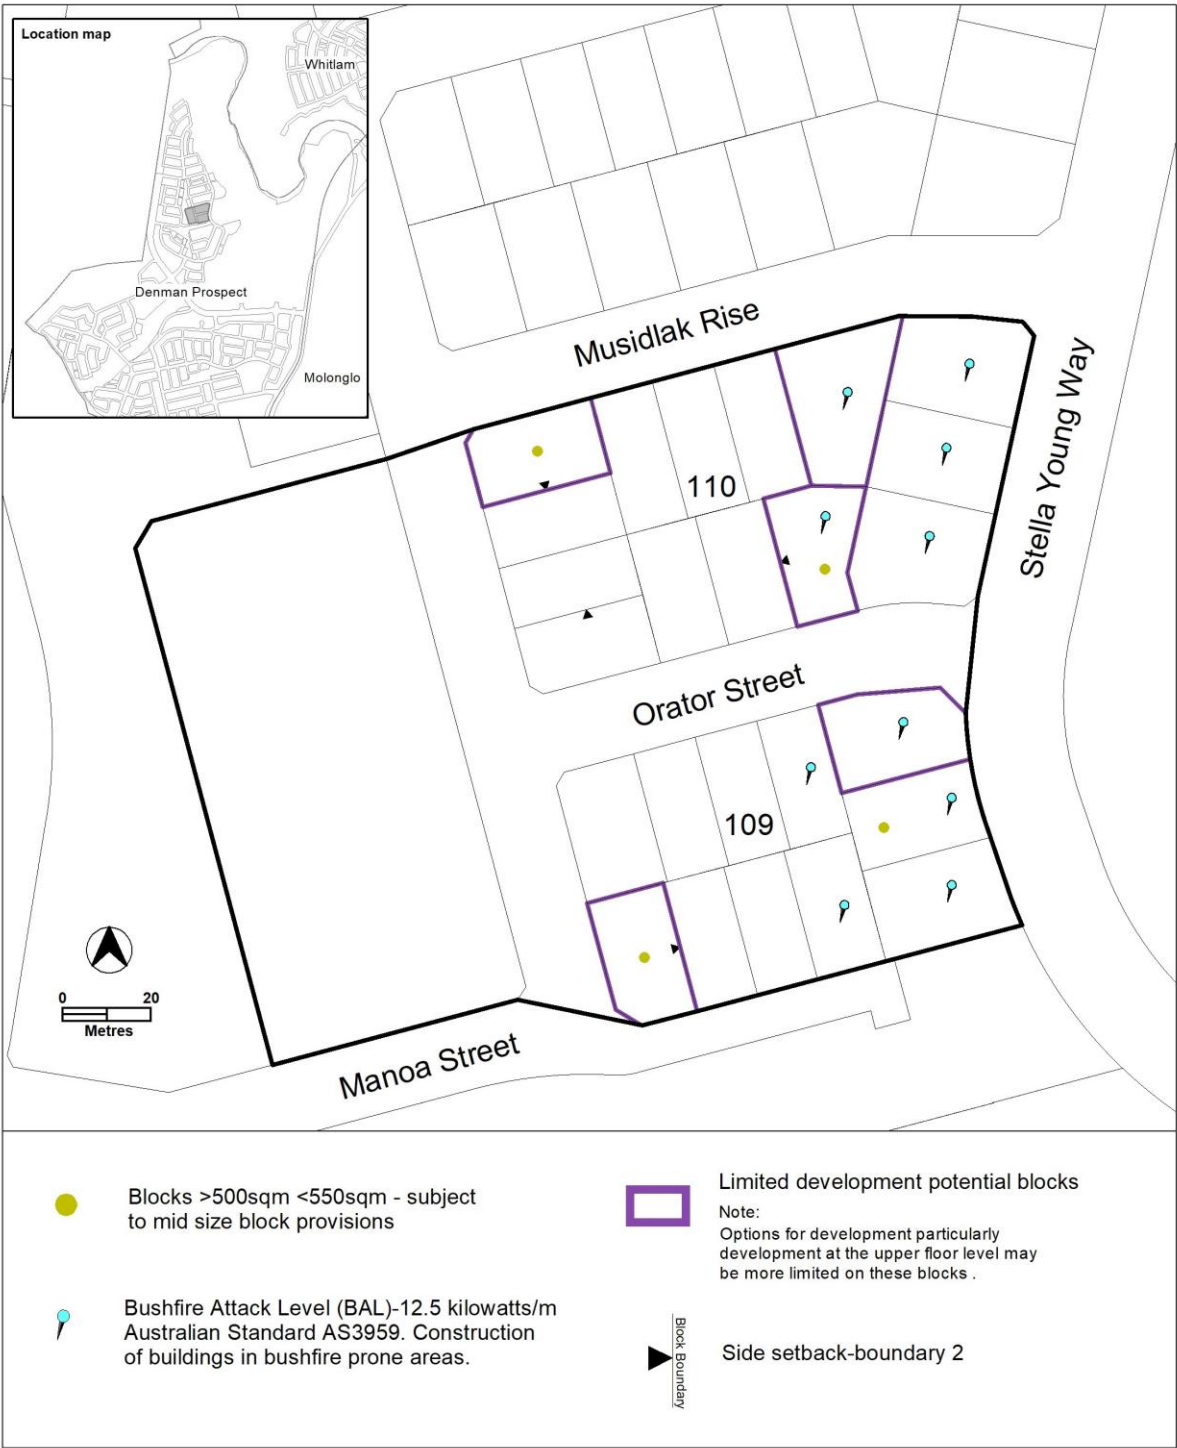 Location map
Whitlam
Denman Prospect
Molonglo
Musidlak Rise
Stella Young Way
110
Orator Street
109
0 20
Metres
Manoa Street
Blocks >500sqm <550sqm - subject
to mid size block provisions
Limited development potential blocks
Note:
Options for development particularly
development at the upper floor level may
be more limited on these blocks .
Bushfire Attack Level (BAL)-12.5 kilowatts/m
Australian Standard AS3959. Construction
of buildings in bushfire prone areas.
Block Boundary
Side setback-boundary 2